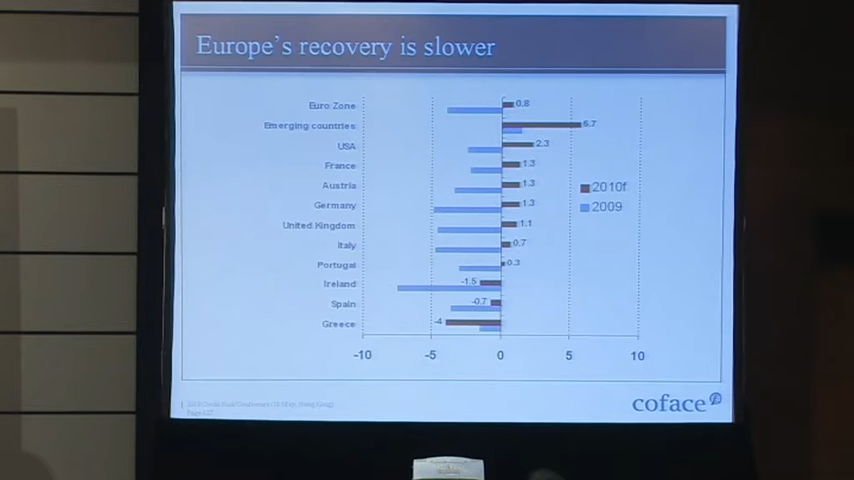 Europe's recovery is slower
Euro Zone 0.8
Emerging countries 6.7
USA 2.3
France 1.3
Austria 1.3
Germany 1.3
United Kingdom 1.1
Italy 0.7
Portugal 0.3
Ireland -1.5
Spain -0.7
Greece -4
2010f
2009
-10 -5 0 5 10
coface